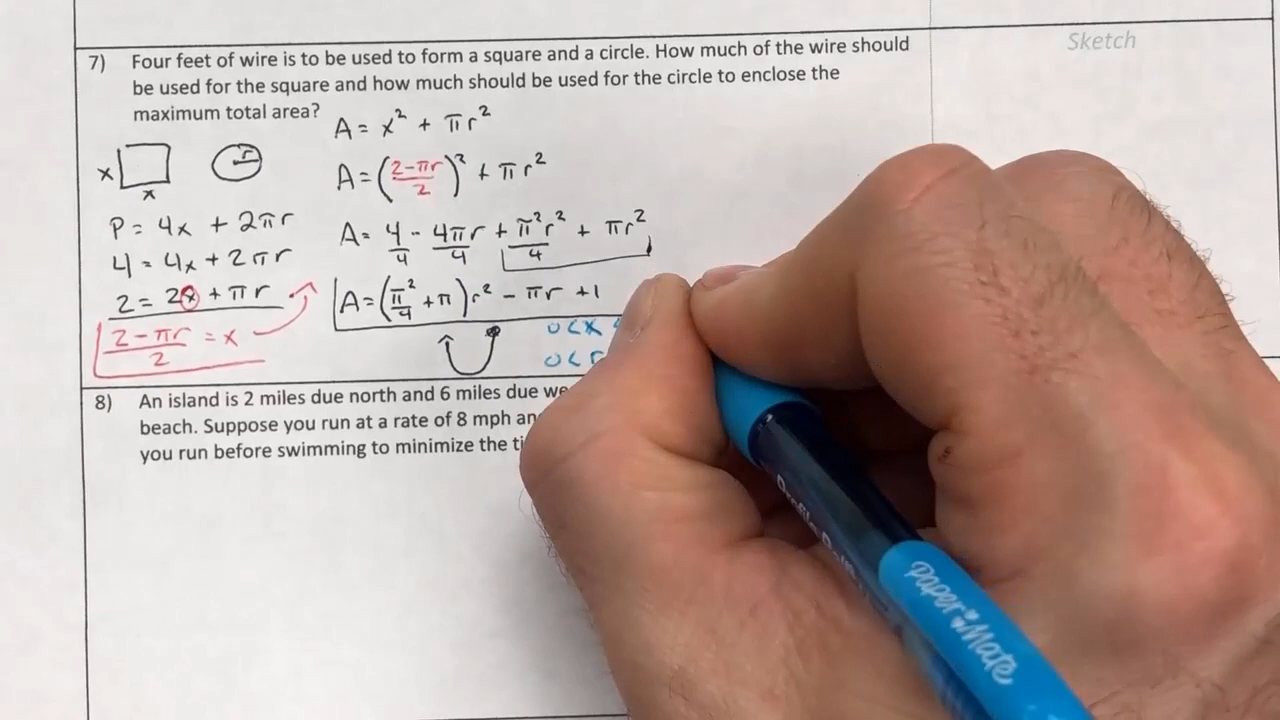 Sketch
7) Four feet of wire is to be used to form a square and a circle. How much of the wire should
be used for the square and how much should be used for the circle to enclose the
maximum total area?
A = x² + πr²
x
x
r
A = (2-πr/2)² + πr²
P = 4x + 2πr
A = 4/4 - 4πr/4 + π²r²/4 + πr²
4 = 4x + 2πr
2 = 2x + πr
A = (π²/4 + π)r² - πr + 1
2-πr/2 = x
0<x
0<r
8) An island is 2 miles due north and 6 miles due
beach. Suppose you run at a rate of 8 mph
you run before swimming to minimize the
Profile
Paper Mate